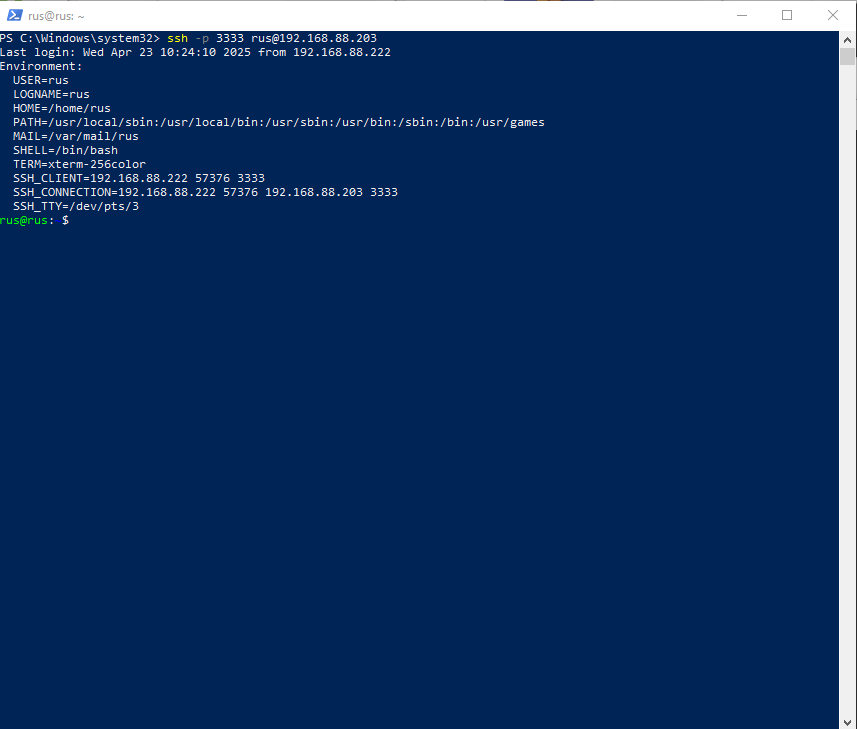 rus@rus: ~
PS C:\Windows\system32> ssh -p 3333 rus@192.168.88.203
Last login: Wed Apr 23 10:24:10 2025 from 192.168.88.222
Environment:
  USER=rus
  LOGNAME=rus
  HOME=/home/rus
  PATH=/usr/local/sbin:/usr/local/bin:/usr/sbin:/usr/bin:/sbin:/bin:/usr/games
  MAIL=/var/mail/rus
  SHELL=/bin/bash
  TERM=xterm-256color
  SSH_CLIENT=192.168.88.222 57376 3333
  SSH_CONNECTION=192.168.88.222 57376 192.168.88.203 3333
  SSH_TTY=/dev/pts/3
rus@rus: $